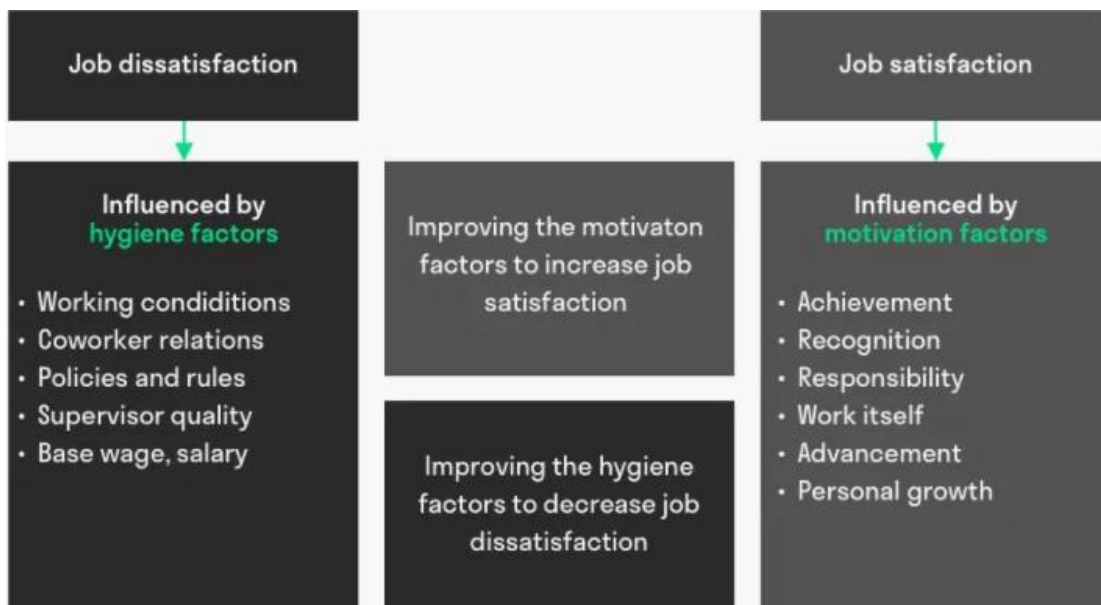 Job dissatisfaction
Job satisfaction
Influenced by
hygiene factors
• Working condiditions
• Coworker relations
• Policies and rules
• Supervisor quality
• Base wage, salary
Improving the motivaton
factors to increase job
satisfaction
Improving the hygiene
factors to decrease job
dissatisfaction
Influenced by
motivation factors
• Achievement
• Recognition
• Responsibility
• Work itself
• Advancement
• Personal growth